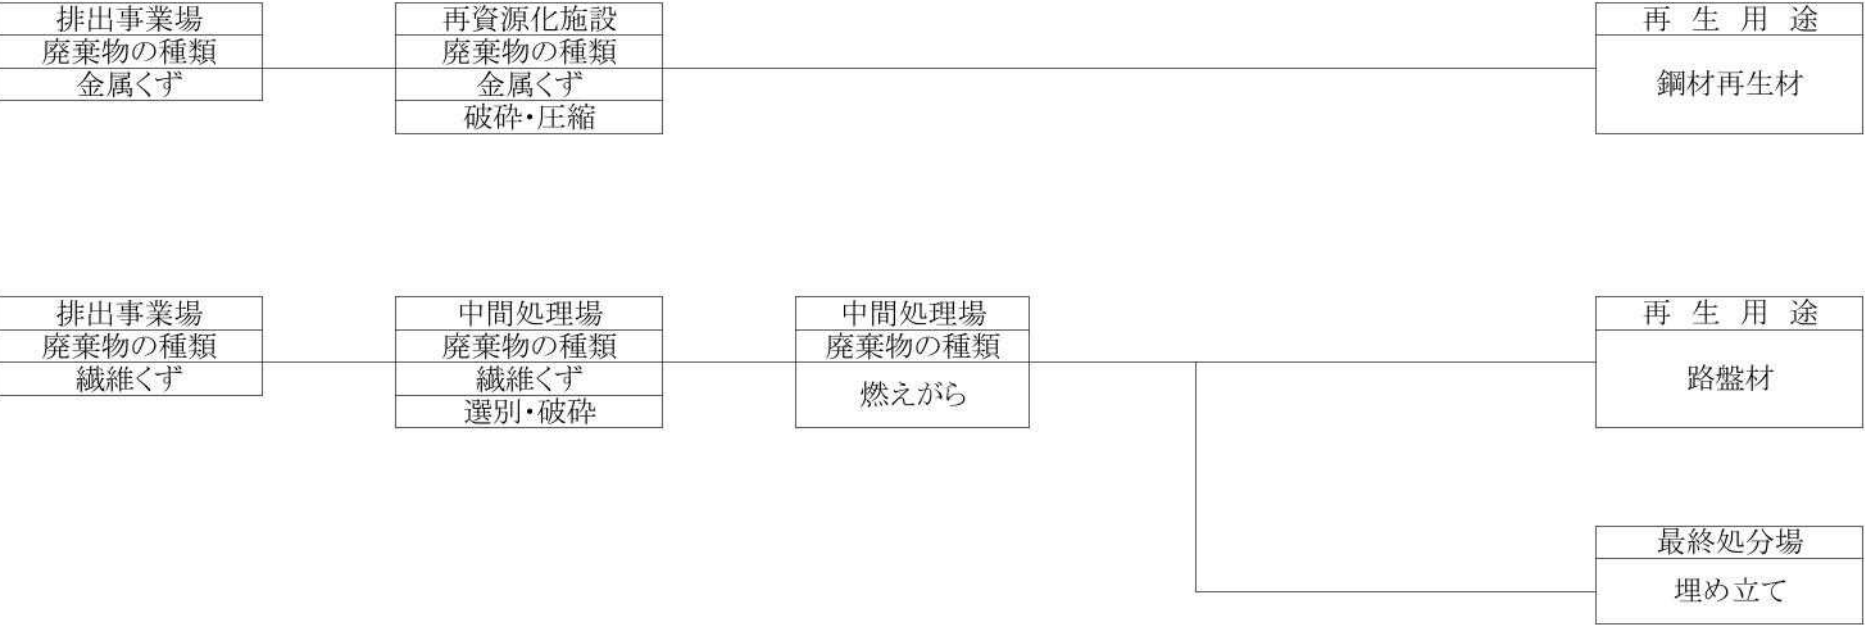 排出事業場
廃棄物の種類
金属くず
再資源化施設
廃棄物の種類
金属くず
破砕・圧縮
再 生 用 途
鋼材再生材
排出事業場
廃棄物の種類
繊維くず
中間処理場
廃棄物の種類
繊維くず
選別・破砕
中間処理場
廃棄物の種類
燃えがら
再 生 用 途
路盤材
最終処分場
埋め立て